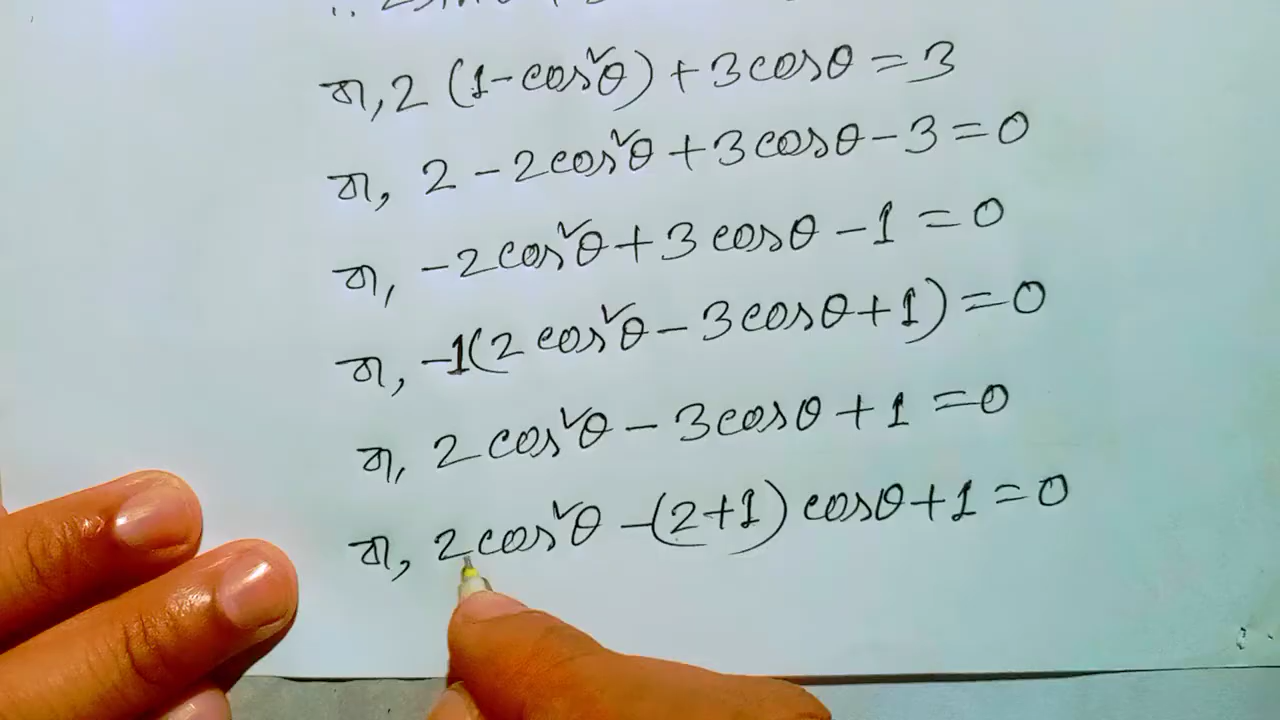 বা, 2 (1-cos²θ) + 3cosθ = 3
বা, 2 - 2cos²θ + 3cosθ - 3 = 0
বা, -2cos²θ + 3cosθ - 1 = 0
বা, -1(2cos²θ - 3cosθ + 1) = 0
বা, 2cos²θ - 3cosθ + 1 = 0
বা, 2cos²θ - (2+1) cosθ + 1 = 0